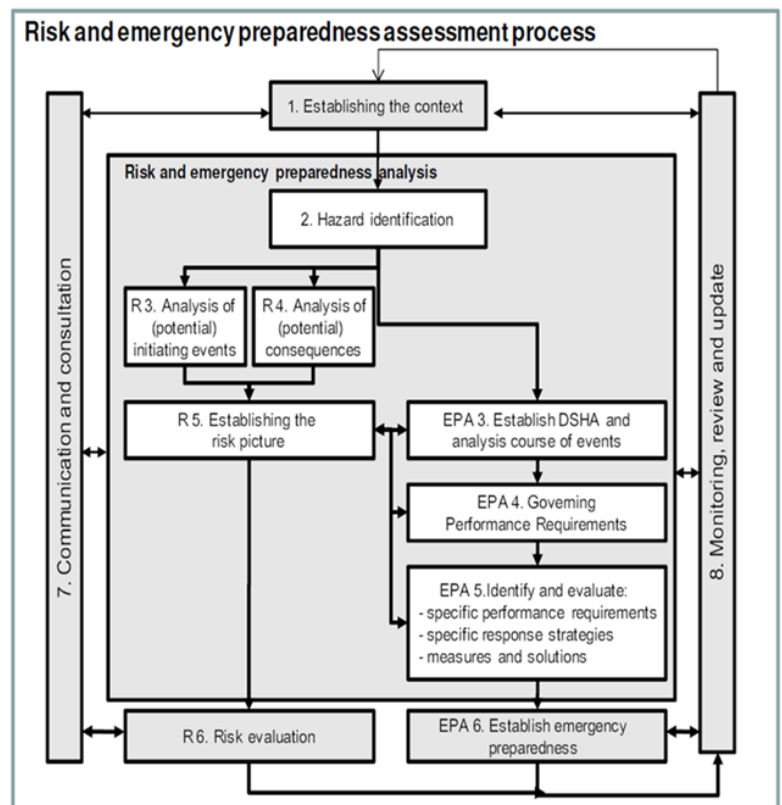 Risk and emergency preparedness assessment process
1. Establishing the context
Risk and emergency preparedness analysis
2. Hazard identification
R 3. Analysis of
(potential)
initiating events
R 4. Analysis of
(potential)
consequences
R 5. Establishing the
risk picture
EPA 3. Establish DSHA and
analysis course of events
EPA 4. Governing
Performance Requirements
EPA 5.Identify and evaluate:
- specific performance requirements
- specific response strategies
- measures and solutions
R 6. Risk evaluation
EPA 6. Establish emergency
preparedness
7. Communication and consultation
8. Monitoring, review and update